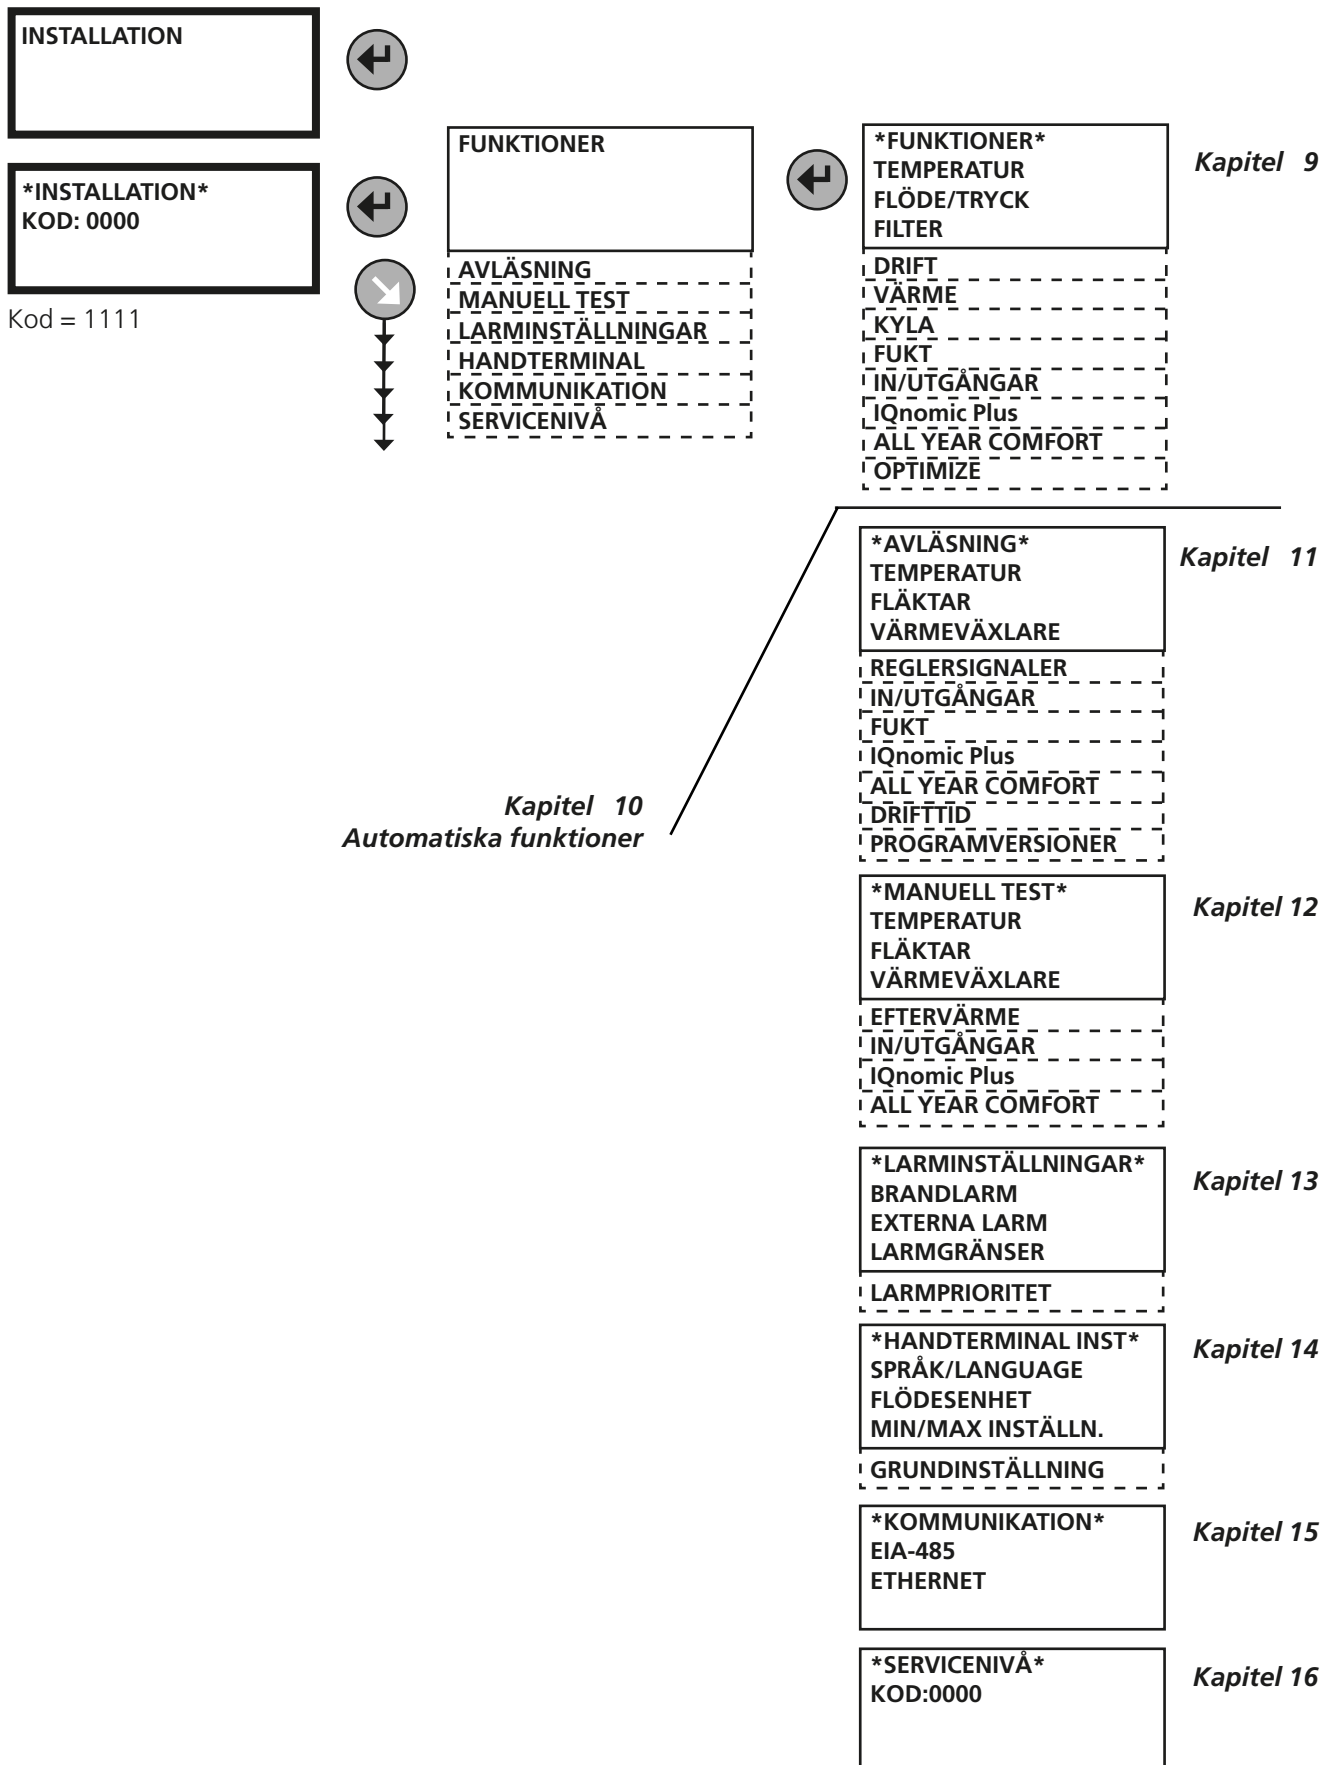 INSTALLATION
*INSTALLATION*
KOD: 0000
Kod = 1111
FUNKTIONER
AVLÄSNING
MANUELL TEST
LARMINSTÄLLNINGAR
HANDTERMINAL
KOMMUNIKATION
SERVICENIVÅ
*FUNKTIONER*
TEMPERATUR
FLÖDE/TRYCK
FILTER
DRIFT
VÄRME
KYLA
FUKT
IN/UTGÅNGAR
IQnomic Plus
ALL YEAR COMFORT
OPTIMIZE
Kapitel 9
Kapitel 10
Automatiska funktioner
*AVLÄSNING*
TEMPERATUR
FLÄKTAR
VÄRMEVÄXLARE
REGLERSIGNALER
IN/UTGÅNGAR
FUKT
IQnomic Plus
ALL YEAR COMFORT
DRIFTTID
PROGRAMVERSIONER
Kapitel 11
*MANUELL TEST*
TEMPERATUR
FLÄKTAR
VÄRMEVÄXLARE
EFTERVÄRME
IN/UTGÅNGAR
IQnomic Plus
ALL YEAR COMFORT
Kapitel 12
*LARMINSTÄLLNINGAR*
BRANDLARM
EXTERNA LARM
LARMGRÄNSER
LARMPRIORITET
Kapitel 13
*HANDTERMINAL INST*
SPRÅK/LANGUAGE
FLÖDESENHET
MIN/MAX INSTÄLLN.
GRUNDINSTÄLLNING
Kapitel 14
*KOMMUNIKATION*
EIA-485
ETHERNET
Kapitel 15
*SERVICENIVÅ*
KOD:0000
Kapitel 16